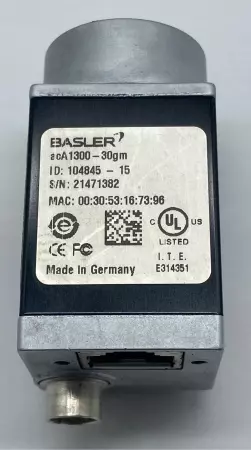 BASLER
acA1300-30gm
ID: 104845 - 15
S/N: 21471382
MAC: 00:30:53:16:73:96
e
C UL US
LISTED
CE FC
I. T. E.
Made in Germany
E314351